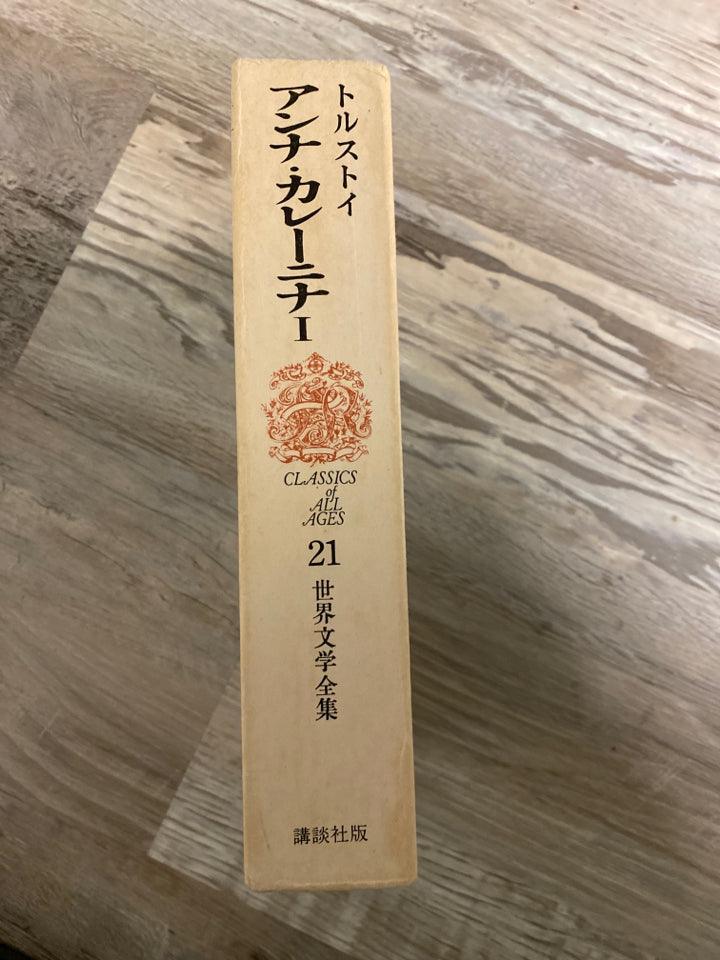 トルストイ
アンナ・カレーニナ I
CLASSICS
of
ALL
AGES
21
世界文学全集
講談社版